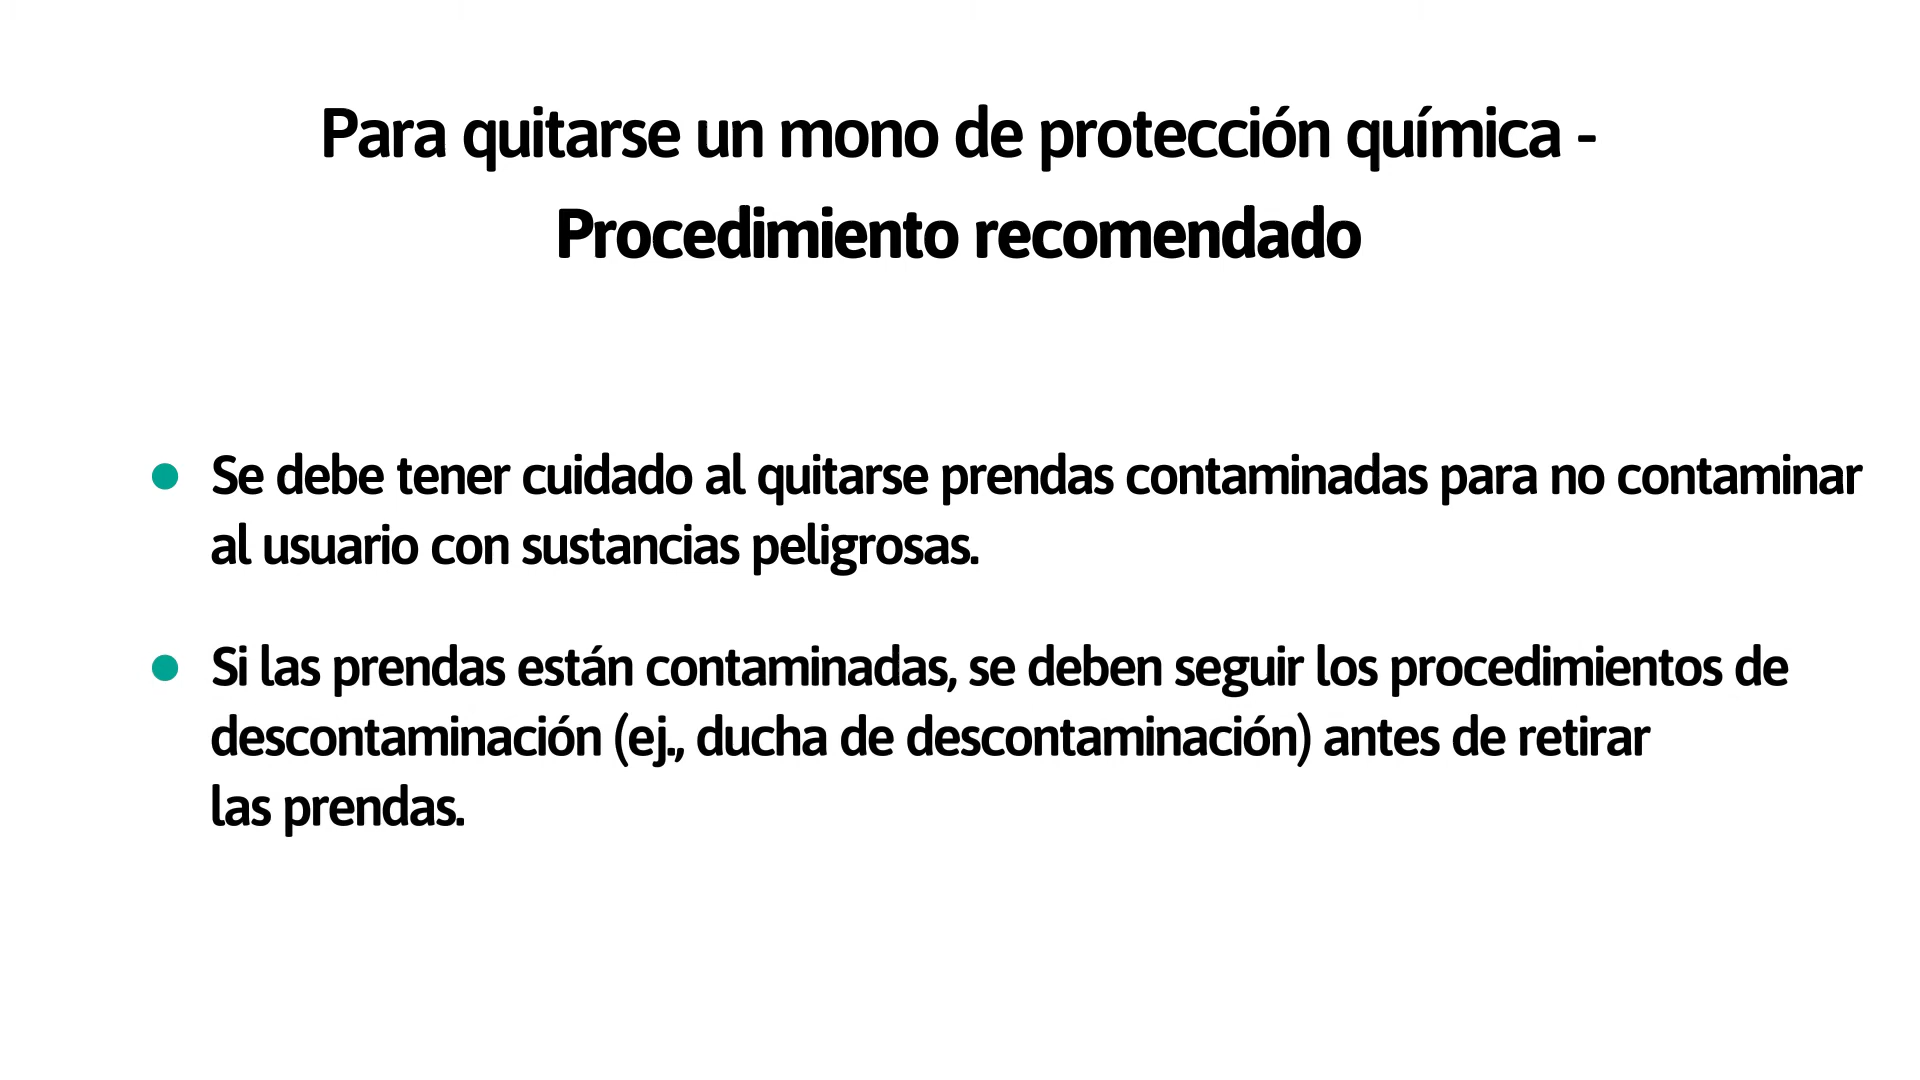 Para quitarse un mono de protección química -
Procedimiento recomendado
Se debe tener cuidado al quitarse prendas contaminadas para no contaminar
al usuario con sustancias peligrosas.
Si las prendas están contaminadas, se deben seguir los procedimientos de
descontaminación (ej., ducha de descontaminación) antes de retirar
las prendas.